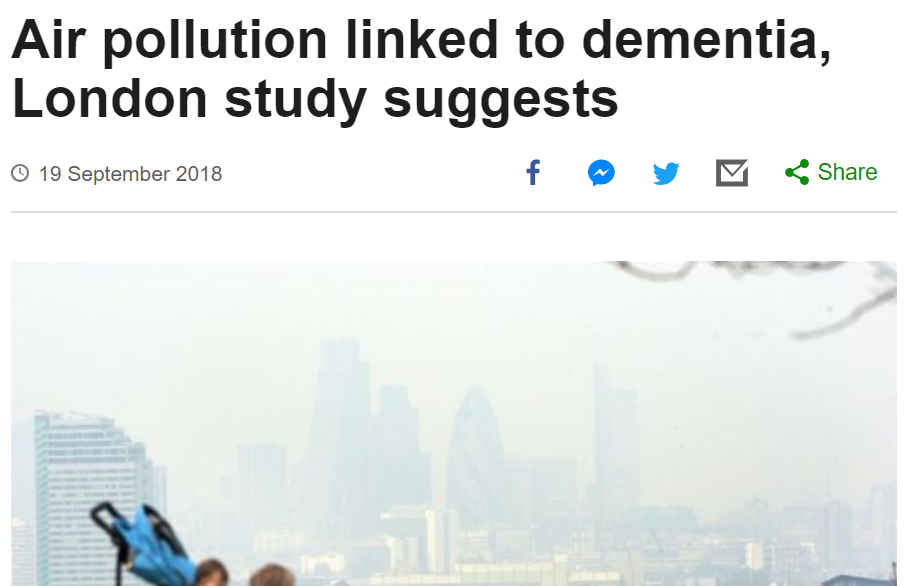 Air pollution linked to dementia,
London study suggests
19 September 2018
Share